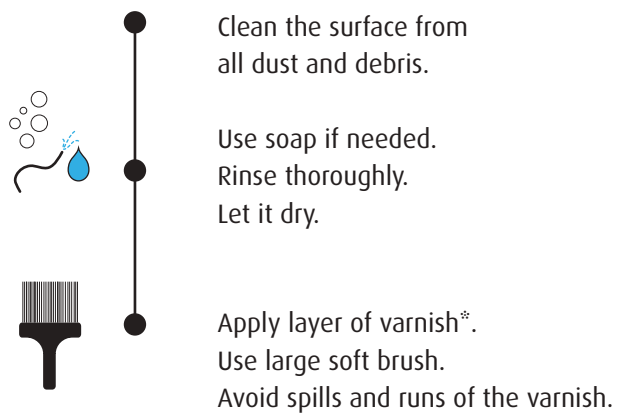 Clean the surface from
all dust and debris.
Use soap if needed.
Rinse thoroughly.
Let it dry.
Apply layer of varnish*.
Use large soft brush.
Avoid spills and runs of the varnish.